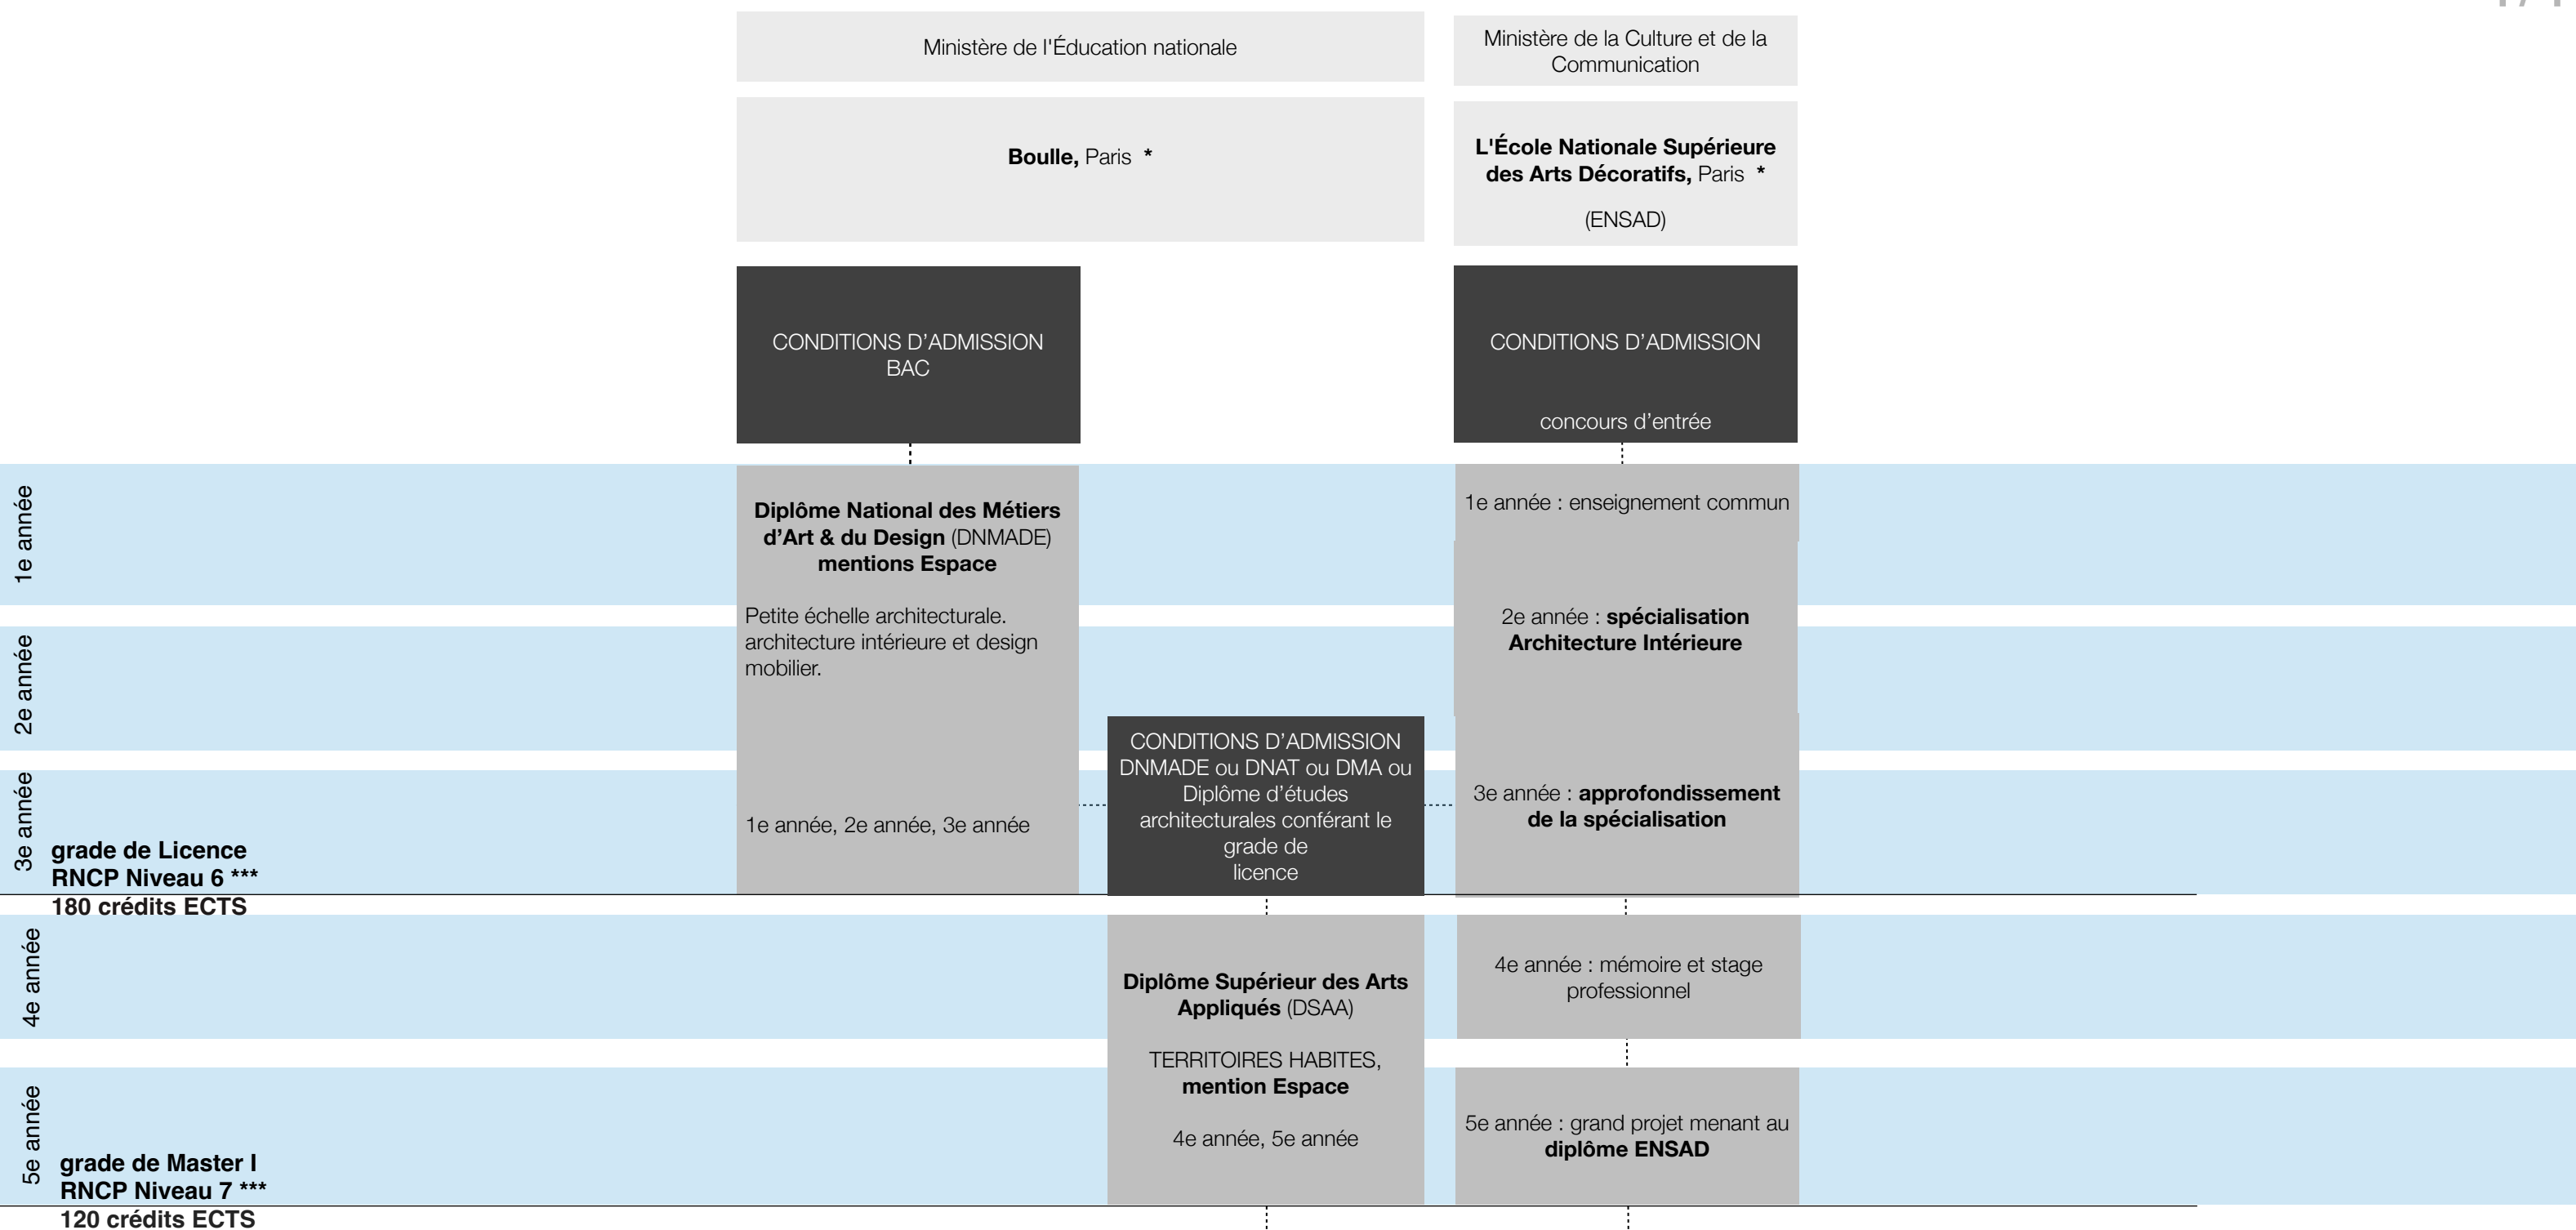 Ministère de l'Éducation nationale
Ministère de la Culture et de la
Communication
Boulle, Paris *
L'École Nationale Supérieure
des Arts Décoratifs, Paris *
(ENSAD)
CONDITIONS D’ADMISSION
BAC
CONDITIONS D’ADMISSION
concours d’entrée
1e année
Diplôme National des Métiers
d’Art & du Design (DNMADE)
mentions Espace
Petite échelle architecturale.
architecture intérieure et design
mobilier.
1e année, 2e année, 3e année
1e année : enseignement commun
2e année : spécialisation
Architecture Intérieure
2e année
CONDITIONS D’ADMISSION
DNMADE ou DNAT ou DMA ou
Diplôme d’études
architecturales conférant le
grade de
licence
3e année : approfondissement
de la spécialisation
3e année
grade de Licence
RNCP Niveau 6 ***
180 crédits ECTS
4e année
Diplôme Supérieur des Arts
Appliqués (DSAA)
TERRITOIRES HABITES,
mention Espace
4e année, 5e année
4e année : mémoire et stage
professionnel
5e année
5e année : grand projet menant au
diplôme ENSAD
grade de Master I
RNCP Niveau 7 ***
120 crédits ECTS